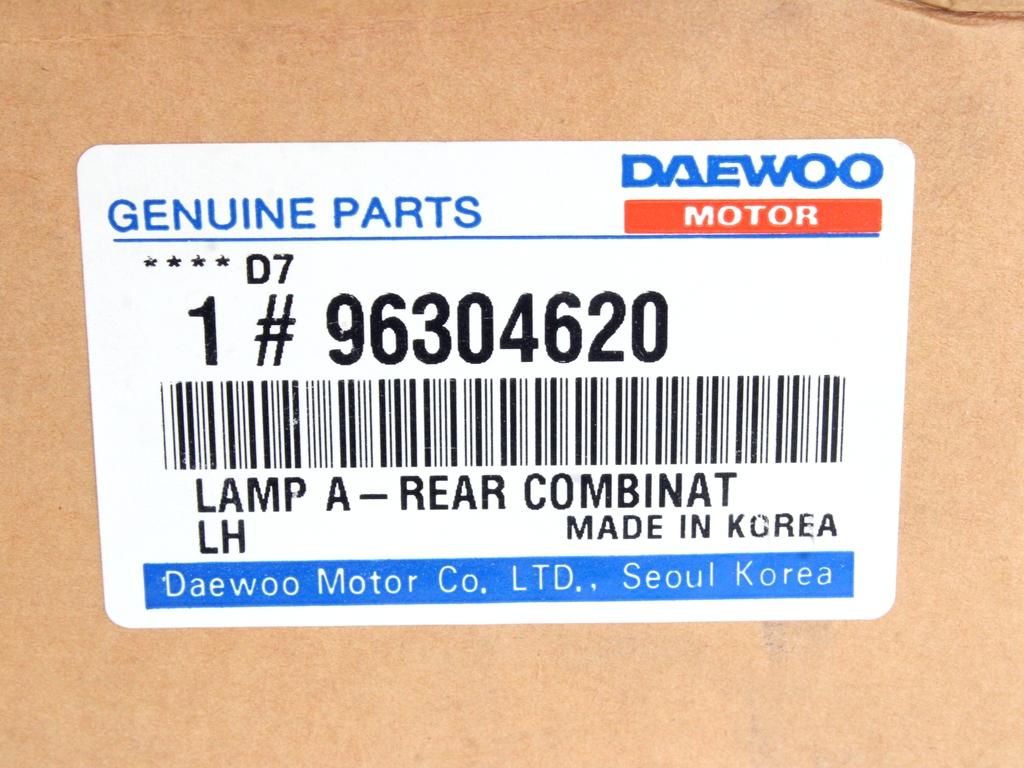 DAEWOO
GENUINE PARTS
MOTOR
**** D7
1 # 96304620
LAMP A-REAR COMBINAT
LH
MADE IN KOREA
Daewoo Motor Co. LTD., Seoul Korea